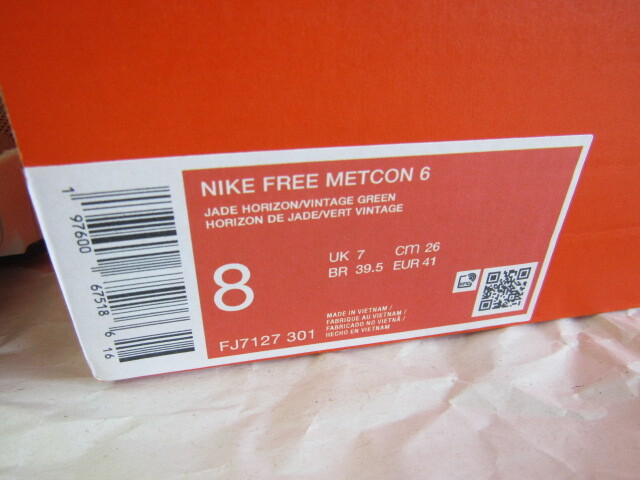 NIKE FREE METCON 6
JADE HORIZON/VINTAGE GREEN
HORIZON DE JADE/VERT VINTAGE
8
UK 7 cm 26
BR 39.5 EUR 41
MADE IN VIETNAM /
FABRIQUE AU VIETNAM /
FABRICADO NO VIETNÃ /
HECHO EN VIETNAM
FJ7127 301
1 97600 67518 6 16